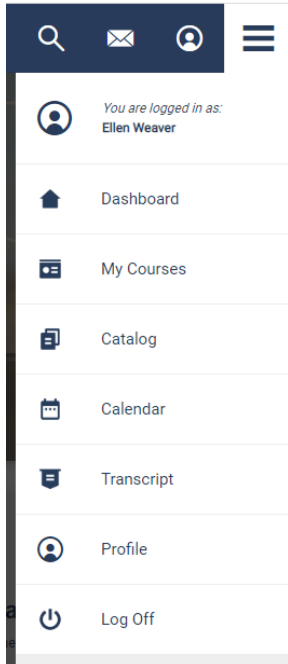 You are logged in as:
Ellen Weaver
Dashboard
My Courses
Catalog
Calendar
Transcript
Profile
Log Off